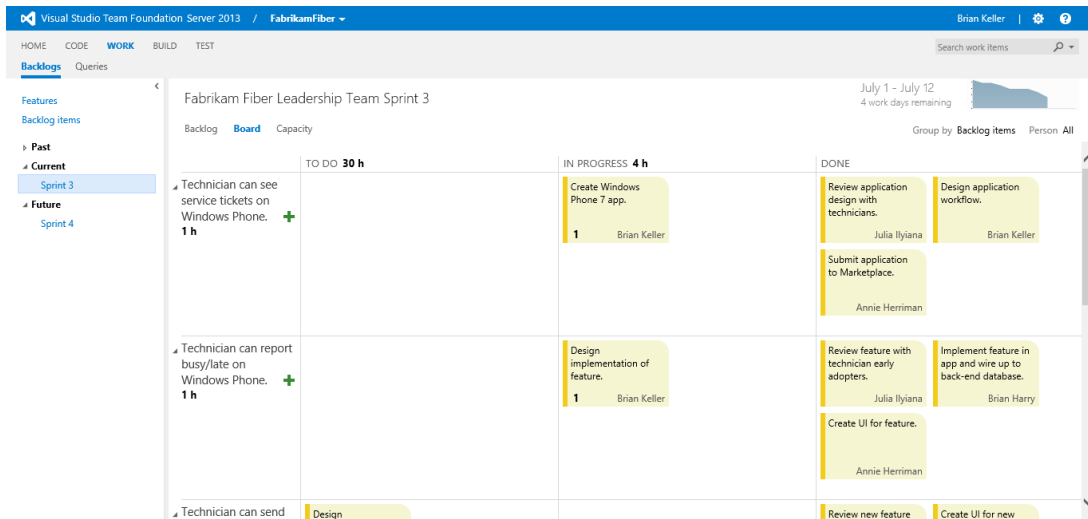 Visual Studio Team Foundation Server 2013 / FabrikamFiber
Brian Keller | ?
HOME CODE WORK BUILD TEST
Search work items
Backlogs Queries
Features
Backlog items
Past
Current
Sprint 3
Future
Sprint 4
Fabrikam Fiber Leadership Team Sprint 3
July 1 - July 12
4 work days remaining
Backlog Board Capacity
Group by Backlog items Person All
TO DO 30 h
IN PROGRESS 4 h
DONE
Technician can see
service tickets on
Windows Phone.
1 h
Create Windows
Phone 7 app.
1 Brian Keller
Review application
design with
technicians.
Julia Ilyiana
Design application
workflow.
Brian Keller
Submit application
to Marketplace.
Annie Herriman
Technician can report
busy/late on
Windows Phone.
1 h
Design
implementation of
feature.
1 Brian Keller
Review feature with
technician early
adopters.
Julia Ilyiana
Implement feature in
app and wire up to
back-end database.
Brian Harry
Create UI for feature.
Annie Herriman
Technician can send
Design
Review new feature
Create UI for new